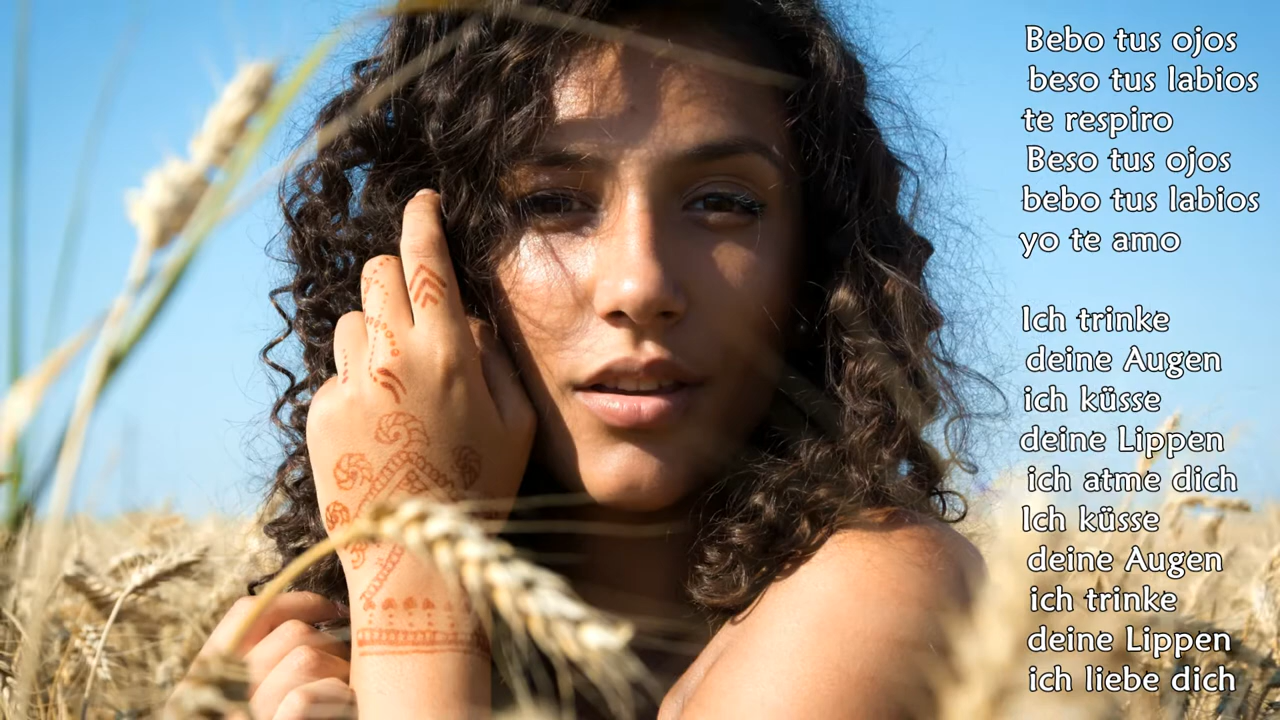 Bebo tus ojos
beso tus labios
te respiro
Beso tus ojos
bebo tus labios
yo te amo
Ich trinke
deine Augen
ich küsse
deine Lippen
ich atme dich
Ich küsse
deine Augen
ich trinke
deine Lippen
ich liebe dich